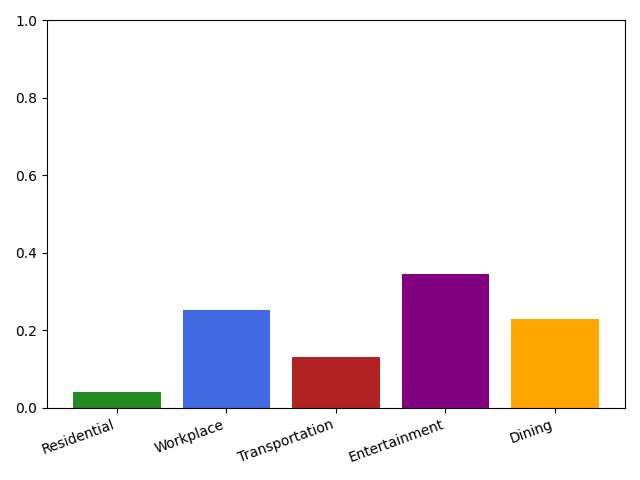 1.0
0.8
0.6
0.4
0.2
0.0
Residential
Workplace
Transportation
Entertainment
Dining